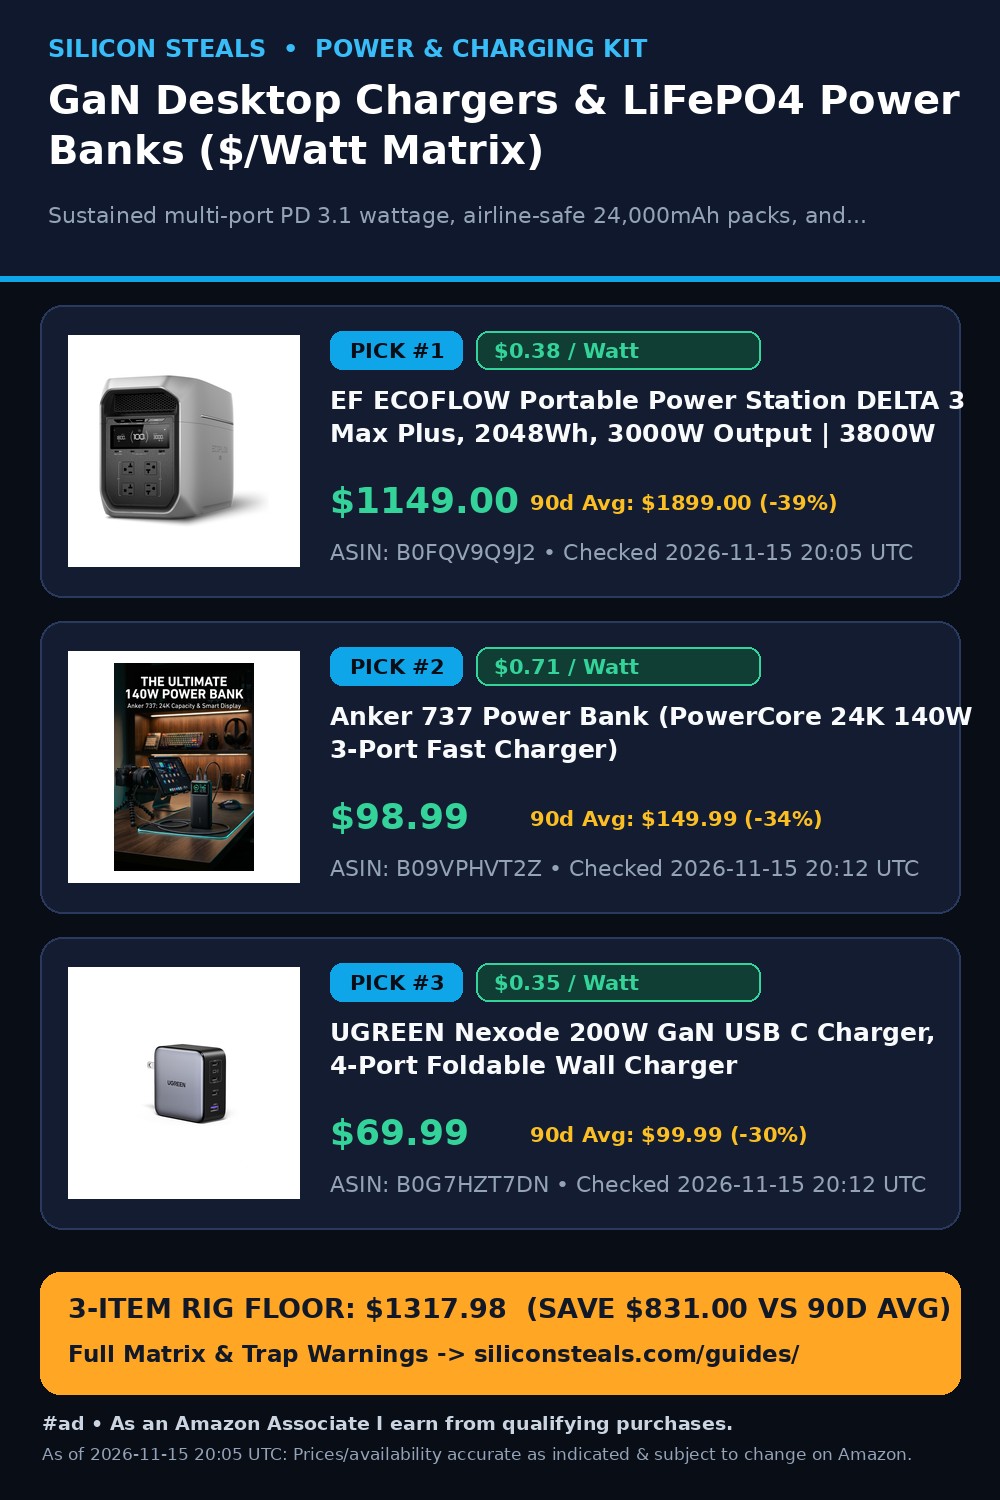 SILICON STEALS • POWER & CHARGING KIT
GaN Desktop Chargers & LiFePO4 Power
Banks ($/Watt Matrix)
Sustained multi-port PD 3.1 wattage, airline-safe 24,000mAh packs, and...
PICK #1 $0.38 / Watt
EF ECOFLOW Portable Power Station DELTA 3
Max Plus, 2048Wh, 3000W Output | 3800W
$1149.00 90d Avg: $1899.00 (-39%)
ASIN: B0FQV9Q9J2 • Checked 2026-11-15 20:05 UTC
THE ULTIMATE
140W POWER BANK
Anker 737: 24K Capacity & Smart Display
PICK #2 $0.71 / Watt
Anker 737 Power Bank (PowerCore 24K 140W
3-Port Fast Charger)
$98.99 90d Avg: $149.99 (-34%)
ASIN: B09VPHVT2Z • Checked 2026-11-15 20:12 UTC
UGREEN
PICK #3 $0.35 / Watt
UGREEN Nexode 200W GaN USB C Charger,
4-Port Foldable Wall Charger
$69.99 90d Avg: $99.99 (-30%)
ASIN: B0G7HZT7DN • Checked 2026-11-15 20:12 UTC
3-ITEM RIG FLOOR: $1317.98 (SAVE $831.00 VS 90D AVG)
Full Matrix & Trap Warnings -> siliconsteals.com/guides/
#ad • As an Amazon Associate I earn from qualifying purchases.
As of 2026-11-15 20:05 UTC: Prices/availability accurate as indicated & subject to change on Amazon.